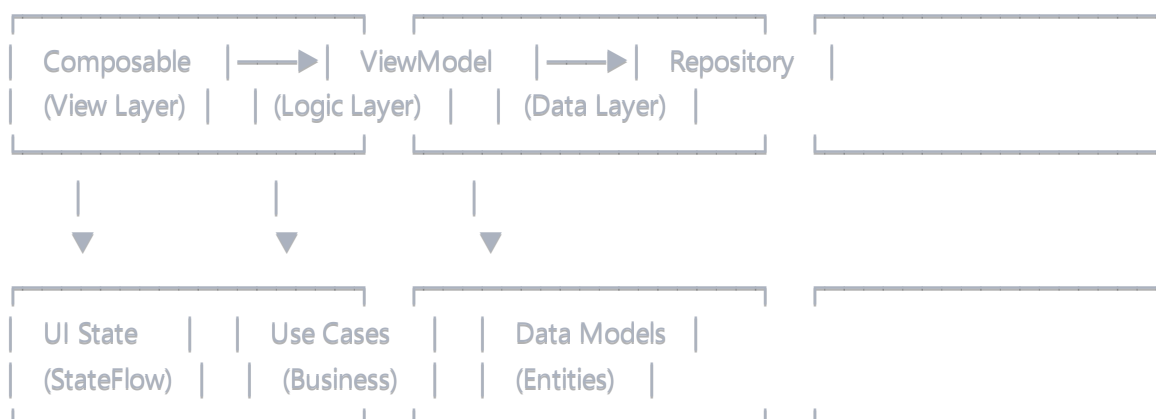 Composable ViewModel Repository
(View Layer) (Logic Layer) (Data Layer)
UI State Use Cases Data Models
(StateFlow) (Business) (Entities)